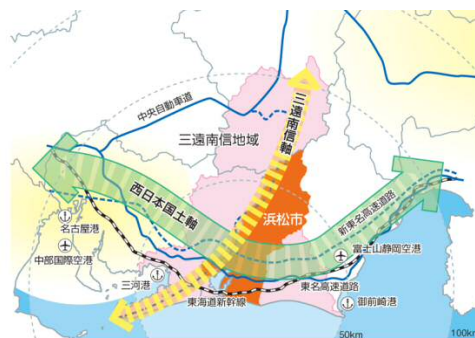 中央自動車道
三遠南信地域
三遠南信軸
西日本国土軸
浜松市
新東名高速道路
名古屋港
中部国際空港
富士山静岡空港
三河港
東名高速道路
東海道新幹線
御前崎港
50km
100km